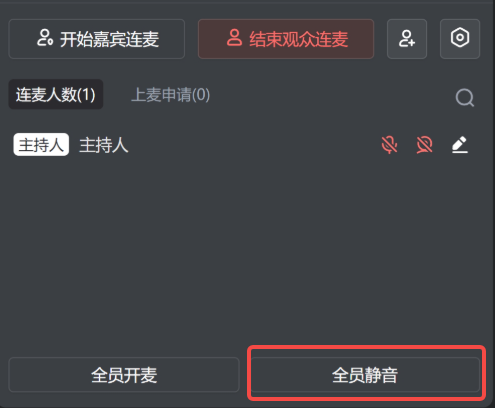 开始嘉宾连麦 结束观众连麦
连麦人数(1) 上麦申请(0)
主持人 主持人
全员开麦 全员静音